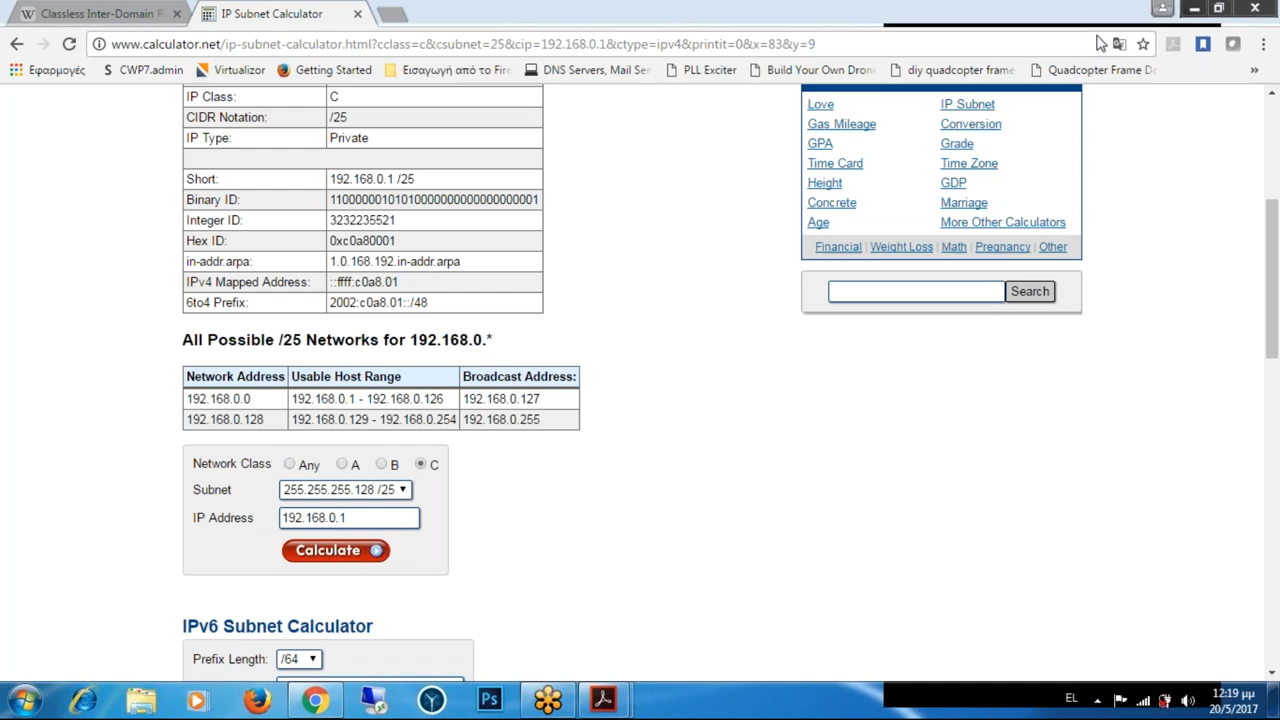 Classless Inter-Domain R
IP Subnet Calculator
www.calculator.net/ip-subnet-calculator.html?cclass=c&csubnet=25&cip=192.168.0.1&ctype=ipv4&printit=0&x=83&y=9
Εφαρμογές
CWP7.admin
Virtualizor
Getting Started
Εισαγωγή από το Fire
DNS Servers, Mail Ser
PLL Exciter
Build Your Own Dron
diy quadcopter frame
Quadcopter Frame De
»
IP Class: C
CIDR Notation: /25
IP Type: Private
Short: 192.168.0.1 /25
Binary ID: 11000000101010000000000000000001
Integer ID: 3232235521
Hex ID: 0xc0a80001
in-addr.arpa: 1.0.168.192.in-addr.arpa
IPv4 Mapped Address: ::ffff:c0a8.01
6to4 Prefix: 2002:c0a8.01::/48
All Possible /25 Networks for 192.168.0.*
Network Address Usable Host Range Broadcast Address:
192.168.0.0 192.168.0.1 - 192.168.0.126 192.168.0.127
192.168.0.128 192.168.0.129 - 192.168.0.254 192.168.0.255
Network Class Any A B C
Subnet 255.255.255.128 /25
IP Address 192.168.0.1
Calculate
IPv6 Subnet Calculator
Prefix Length: /64
Love IP Subnet
Gas Mileage Conversion
GPA Grade
Time Card Time Zone
Height GDP
Concrete Marriage
Age More Other Calculators
Financial | Weight Loss | Math | Pregnancy | Other
Search
Ps
EL
12:19 μμ
20/5/2017